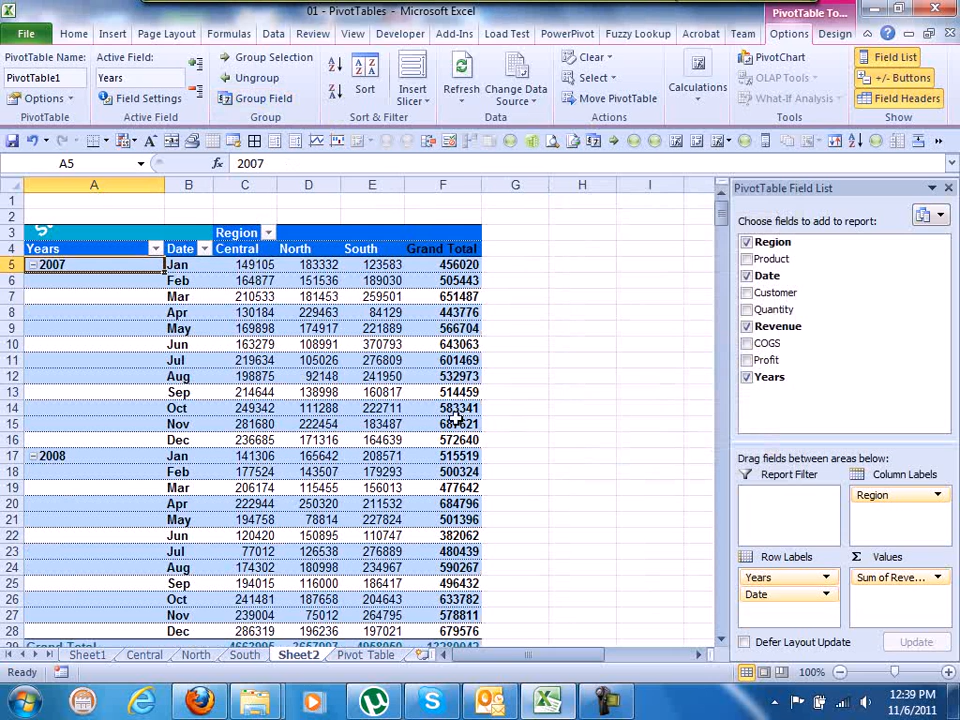 01 - PivotTables - Microsoft Excel
PivotTable To...
File Home Insert Page Layout Formulas Data Review View Developer Add-Ins Load Test PowerPivot Fuzzy Lookup Acrobat Team Options Design
PivotTable Name: Active Field: Group Selection Clear PivotChart Field List
PivotTable1 Years Ungroup Sort Insert Slicer Refresh Change Data Source Select Calculations OLAP Tools +/- Buttons
Options Field Settings Group Field Move PivotTable What-If Analysis Field Headers
PivotTable Active Field Group Sort & Filter Data Actions Tools Show
A5 fx 2007
A B C D E F G H I
PivotTable Field List
1
2
3 Region
4 Years Date Central North South Grand Total
5 2007 Jan 149105 183332 123583 456020
6 Feb 164877 151536 189030 505443
7 Mar 210533 181453 259501 651487
8 Apr 130184 229463 84129 443776
9 May 169898 174917 221889 566704
10 Jun 163279 108991 370793 643063
11 Jul 219634 105026 276809 601469
12 Aug 198875 92148 241950 532973
13 Sep 214644 138998 160817 514459
14 Oct 249342 111288 222711 583341
15 Nov 281680 222454 183487
16 Dec 236685 171316 164639 572640
17 2008 Jan 141306 165642 208571 515519
18 Feb 177524 143507 179293 500324
19 Mar 206174 115455 156013 477642
20 Apr 222944 250320 211532 684796
21 May 194758 78814 227824 501396
22 Jun 120420 150895 110747 382062
23 Jul 77012 126538 276889 480439
24 Aug 174302 180998 234967 590267
25 Sep 194015 116000 186417 496432
26 Oct 241481 187658 204643 633782
27 Nov 239004 75012 264795 578811
28 Dec 286319 196236 197021 679576
Grand Total
Choose fields to add to report:
Region
Product
Date
Customer
Quantity
Revenue
COGS
Profit
Years
Drag fields between areas below:
Report Filter Column Labels
Region
Row Labels Σ Values
Years Sum of Reve...
Date
Defer Layout Update Update
Sheet1 Central North South Sheet2 Pivot Table
Ready 100%
12:39 PM
11/6/2011